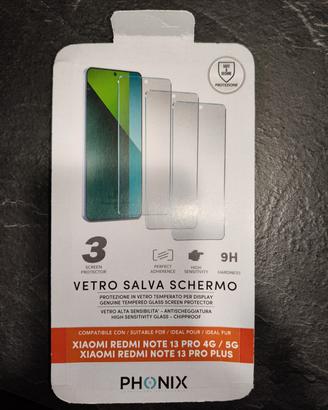 PROTEZIONE
3
SCREEN
PROTECTOR
PERFECT
ADHERENCE
HIGH
SENSITIVITY
9H
HARDNESS
VETRO SALVA SCHERMO
PROTEZIONE IN VETRO TEMPERATO PER DISPLAY
GENUINE TEMPERED GLASS SCREEN PROTECTOR
VETRO ALTA SENSIBILITA' - ANTISCHEGGIATURA
HIGH SENSITIVITY GLASS - CHIPPROOF
COMPATIBILE CON / SUITABLE FOR / IDEAL POUR / IDEAL FUR
XIAOMI REDMI NOTE 13 PRO 4G / 5G
XIAOMI REDMI NOTE 13 PRO PLUS
PHONIX